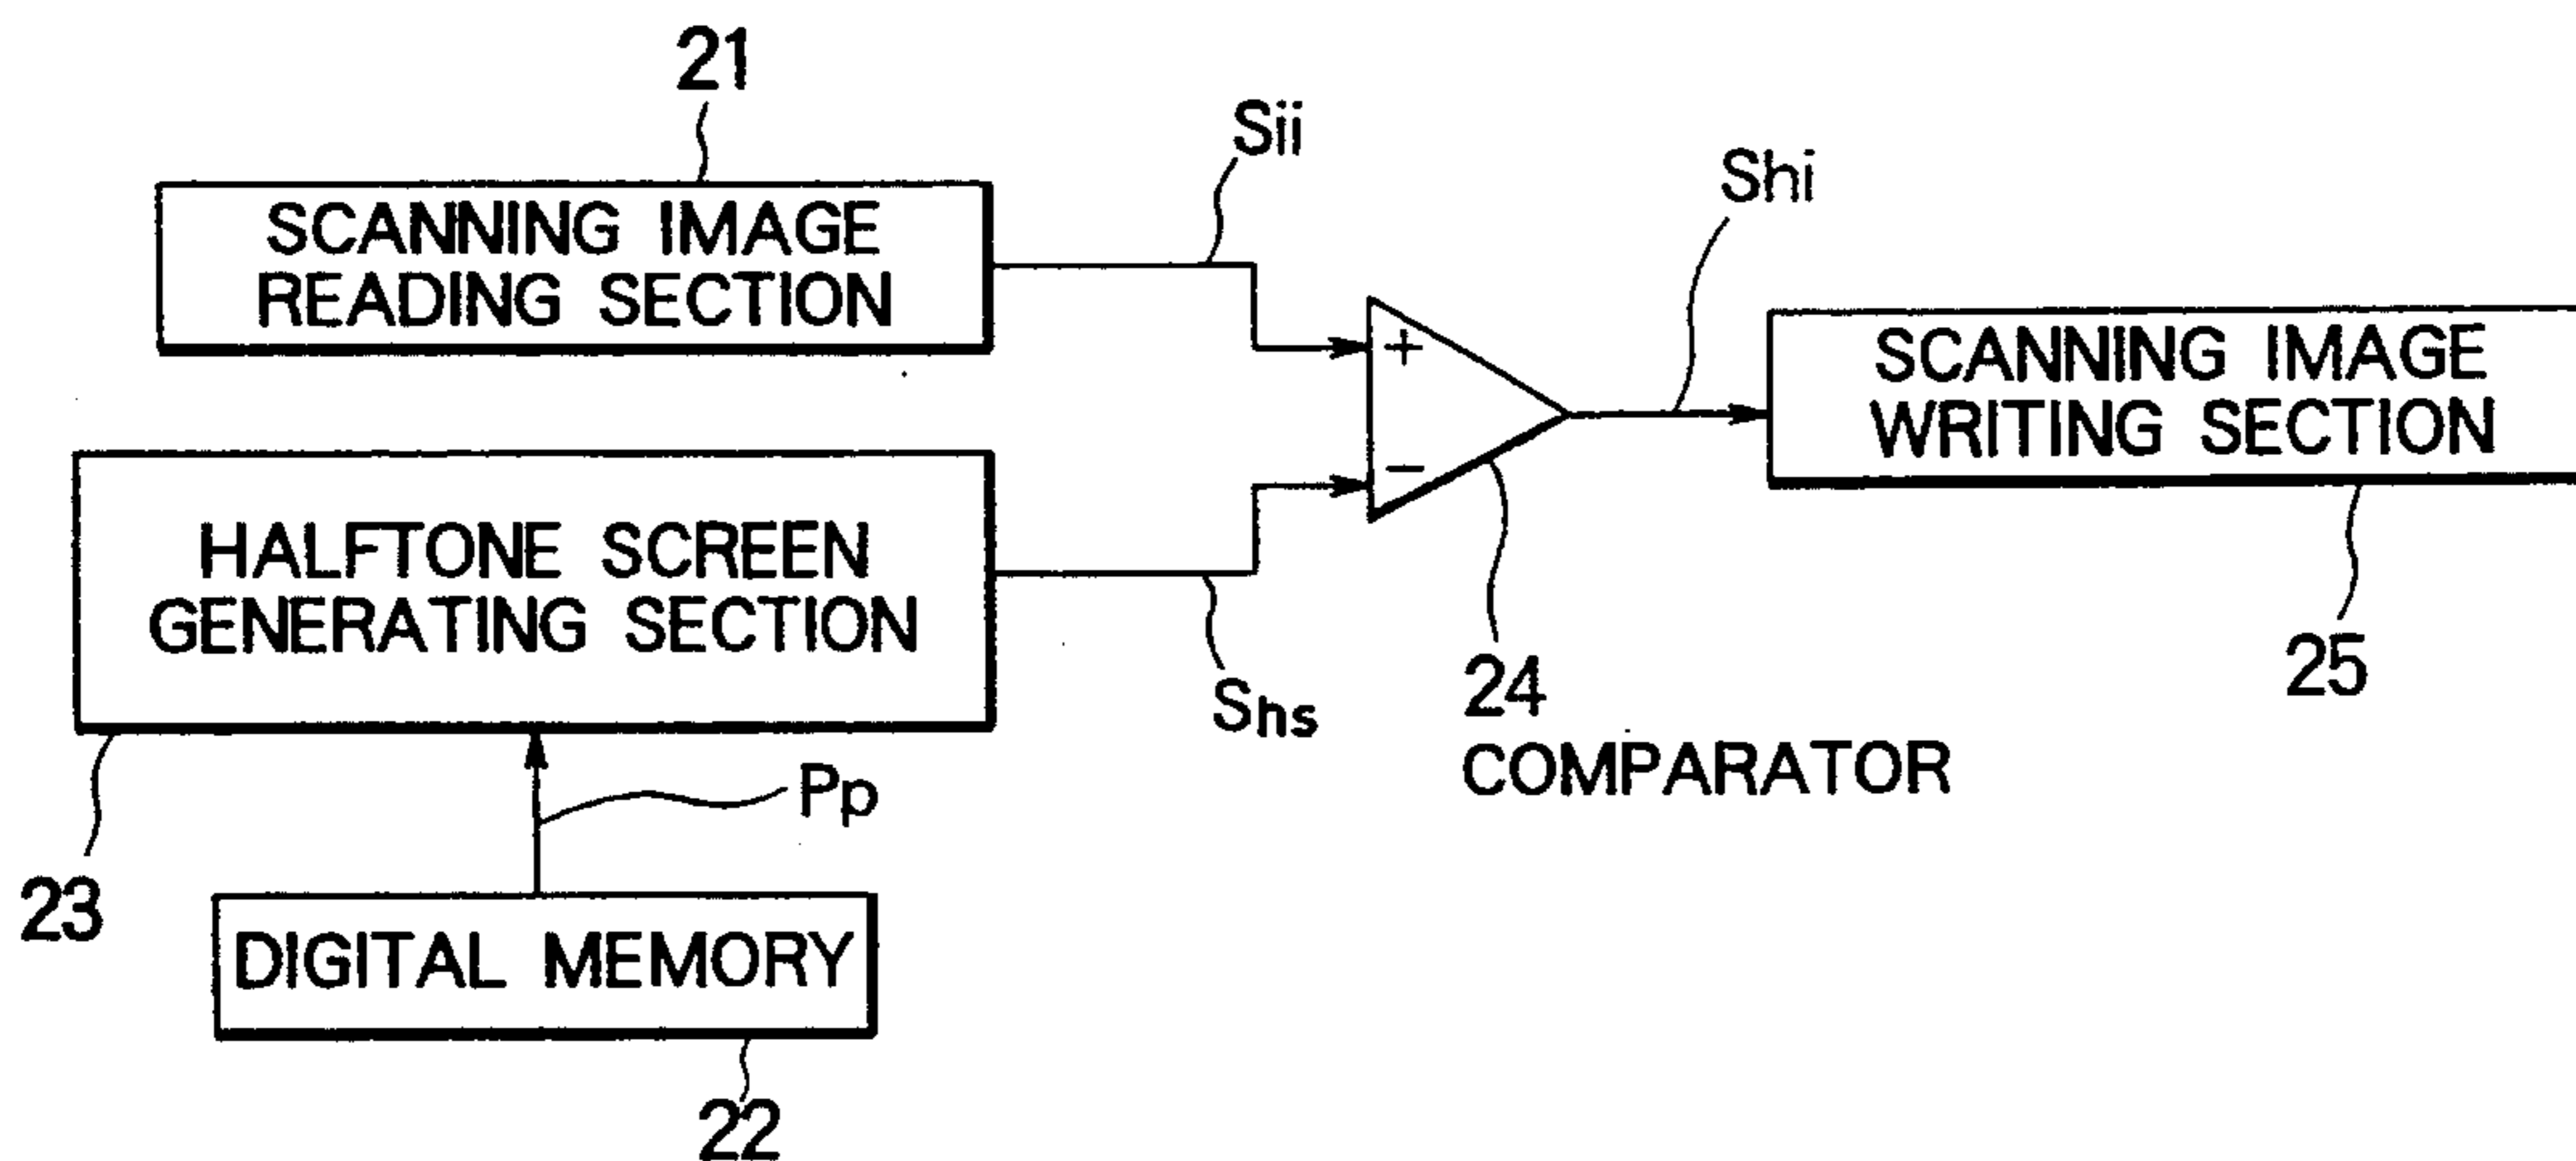 21
Sii
Shi
SCANNING IMAGE
READING SECTION
+
SCANNING IMAGE
WRITING SECTION
−
HALFTONE SCREEN
GENERATING SECTION
Shs
24
COMPARATOR
25
Pp
23
DIGITAL MEMORY
22